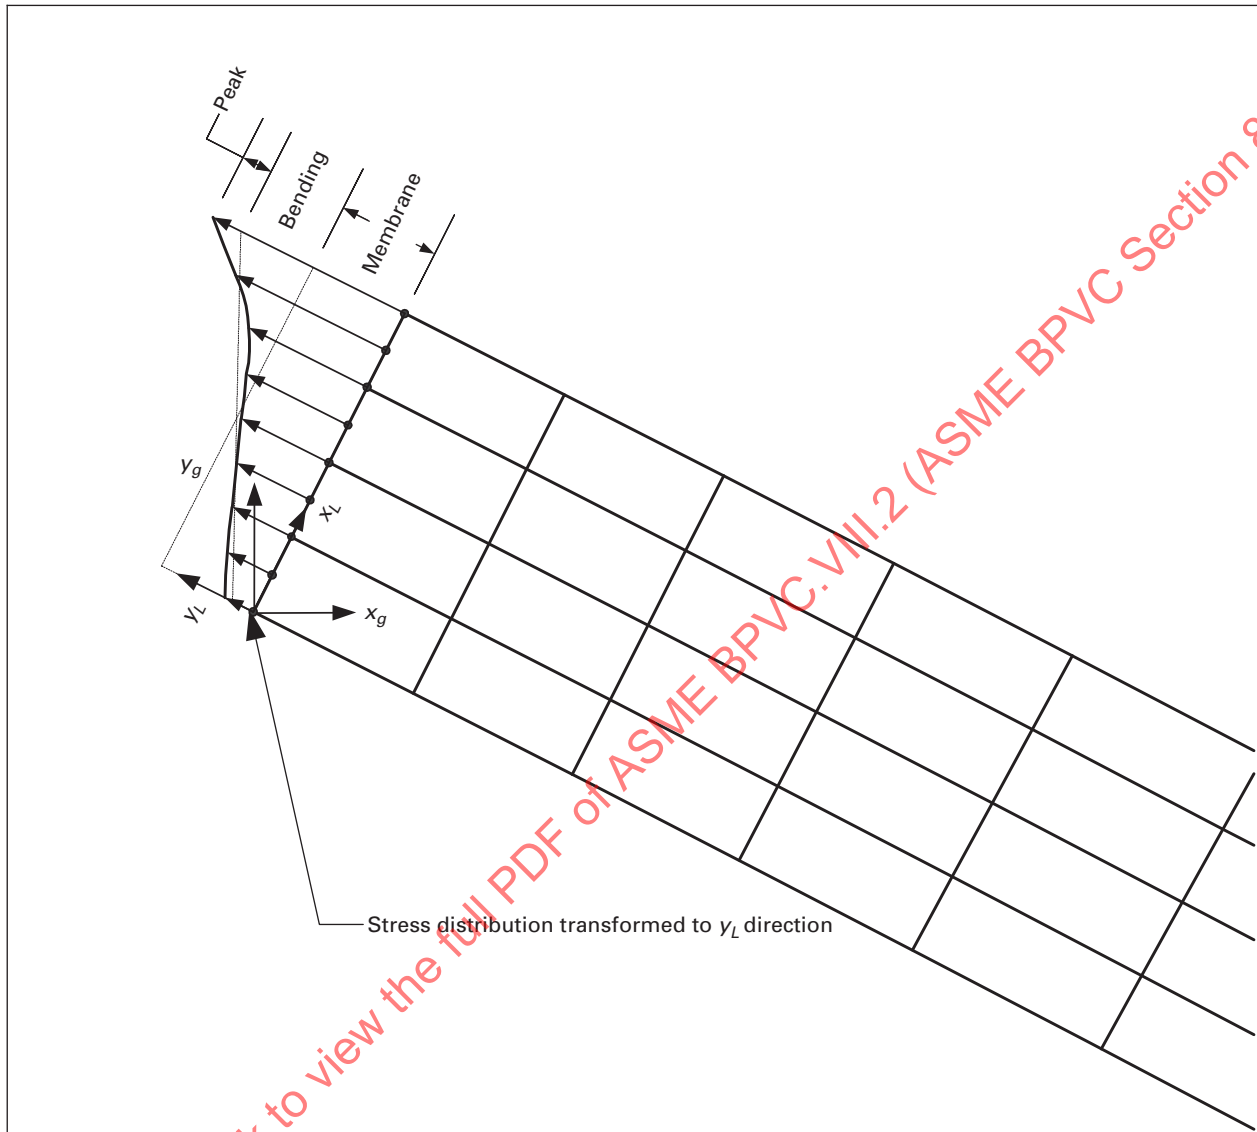 Peak
Bending
Membrane
y_g
x_L
y_L
x_g
Stress distribution transformed to y_L direction
k to view the full PDF of ASME BPVC.VIII.2 (ASME BPVC Section 8